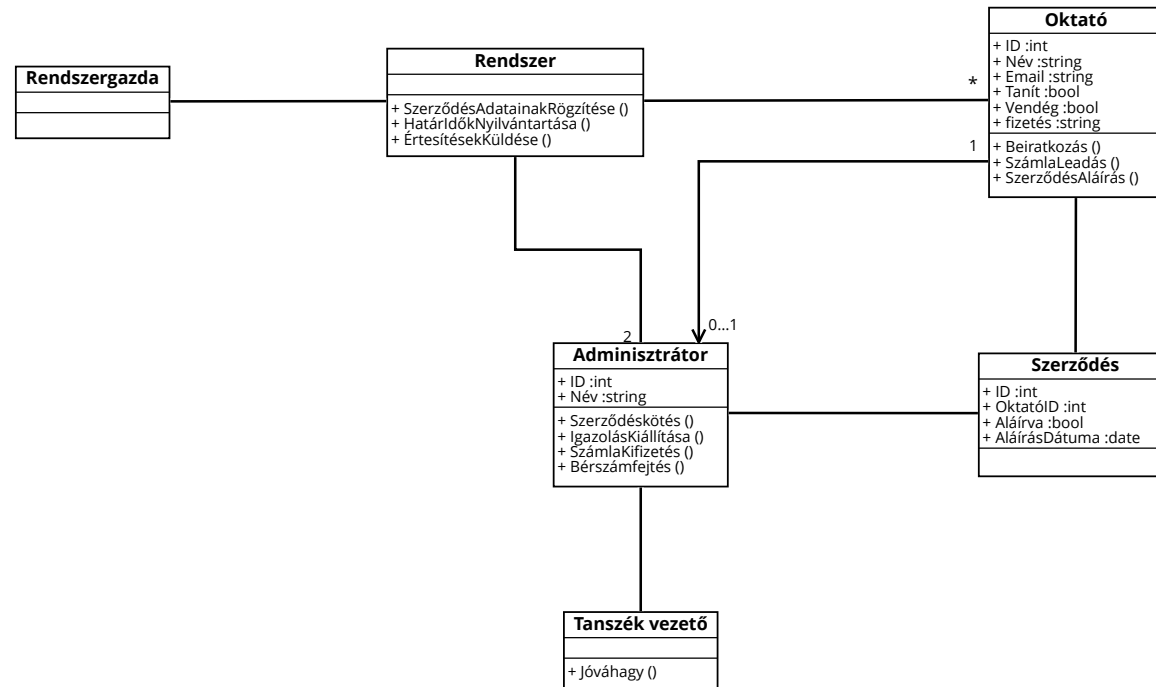 Rendszergazda
Rendszer
+ SzerződésAdatainakRögzítése ()
+ HatárIdőkNyilvántartása ()
+ ÉrtesítésekKüldése ()
*
1
Oktató
+ ID :int
+ Név :string
+ Email :string
+ Tanít :bool
+ Vendég :bool
+ fizetés :string
+ Beiratkozás ()
+ SzámlaLeadás ()
+ SzerződésAláírás ()
2
0...1
Adminisztrátor
+ ID :int
+ Név :string
+ Szerződéskötés ()
+ IgazolásKiállítása ()
+ SzámlaKifizetés ()
+ Bérszámfejtés ()
Szerződés
+ ID :int
+ OktatóID :int
+ Aláírva :bool
+ AláírásDátuma :date
Tanszék vezető
+ Jóváhagy ()